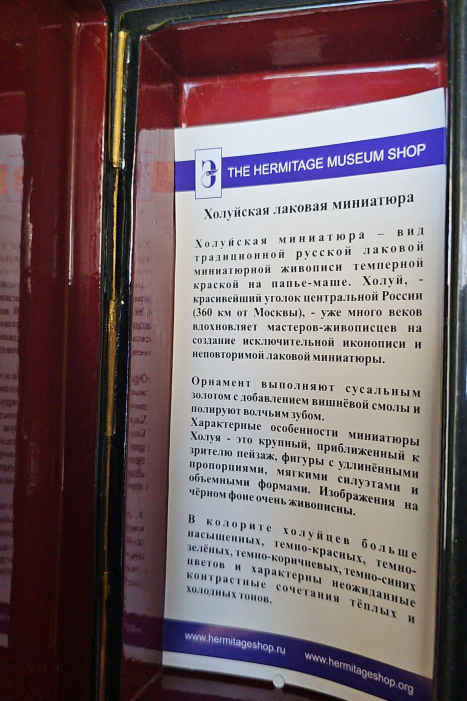 THE HERMITAGE MUSEUM SHOP
Холуйская лаковая миниатюра
Холуйская миниатюра – вид
традиционной русской лаковой
миниатюрной живописи темперной
краской на папье-маше. Холуй, -
красивейший уголок центральной России
(360 км от Москвы), - уже много веков
вдохновляет мастеров-живописцев на
создание исключительной иконописи и
неповторимой лаковой миниатюры.
Орнамент выполняют сусальным
золотом с добавлением вишнёвой смолы и
полируют волчьим зубом.
Характерные особенности миниатюры
Холуя - это крупный, приближенный к
зрителю пейзаж, фигуры с удлинёнными
пропорциями, мягкими силуэтами и
объемными формами. Изображения на
чёрном фоне очень живописны.
В колорите холуйцев больше
насыщенных, темно-красных, темно-
зелёных, темно-коричневых, темно-синих
цветов и характерны неожиданные
контрастные сочетания тёплых и
холодных тонов.
www.hermitageshop.ru www.hermitageshop.org